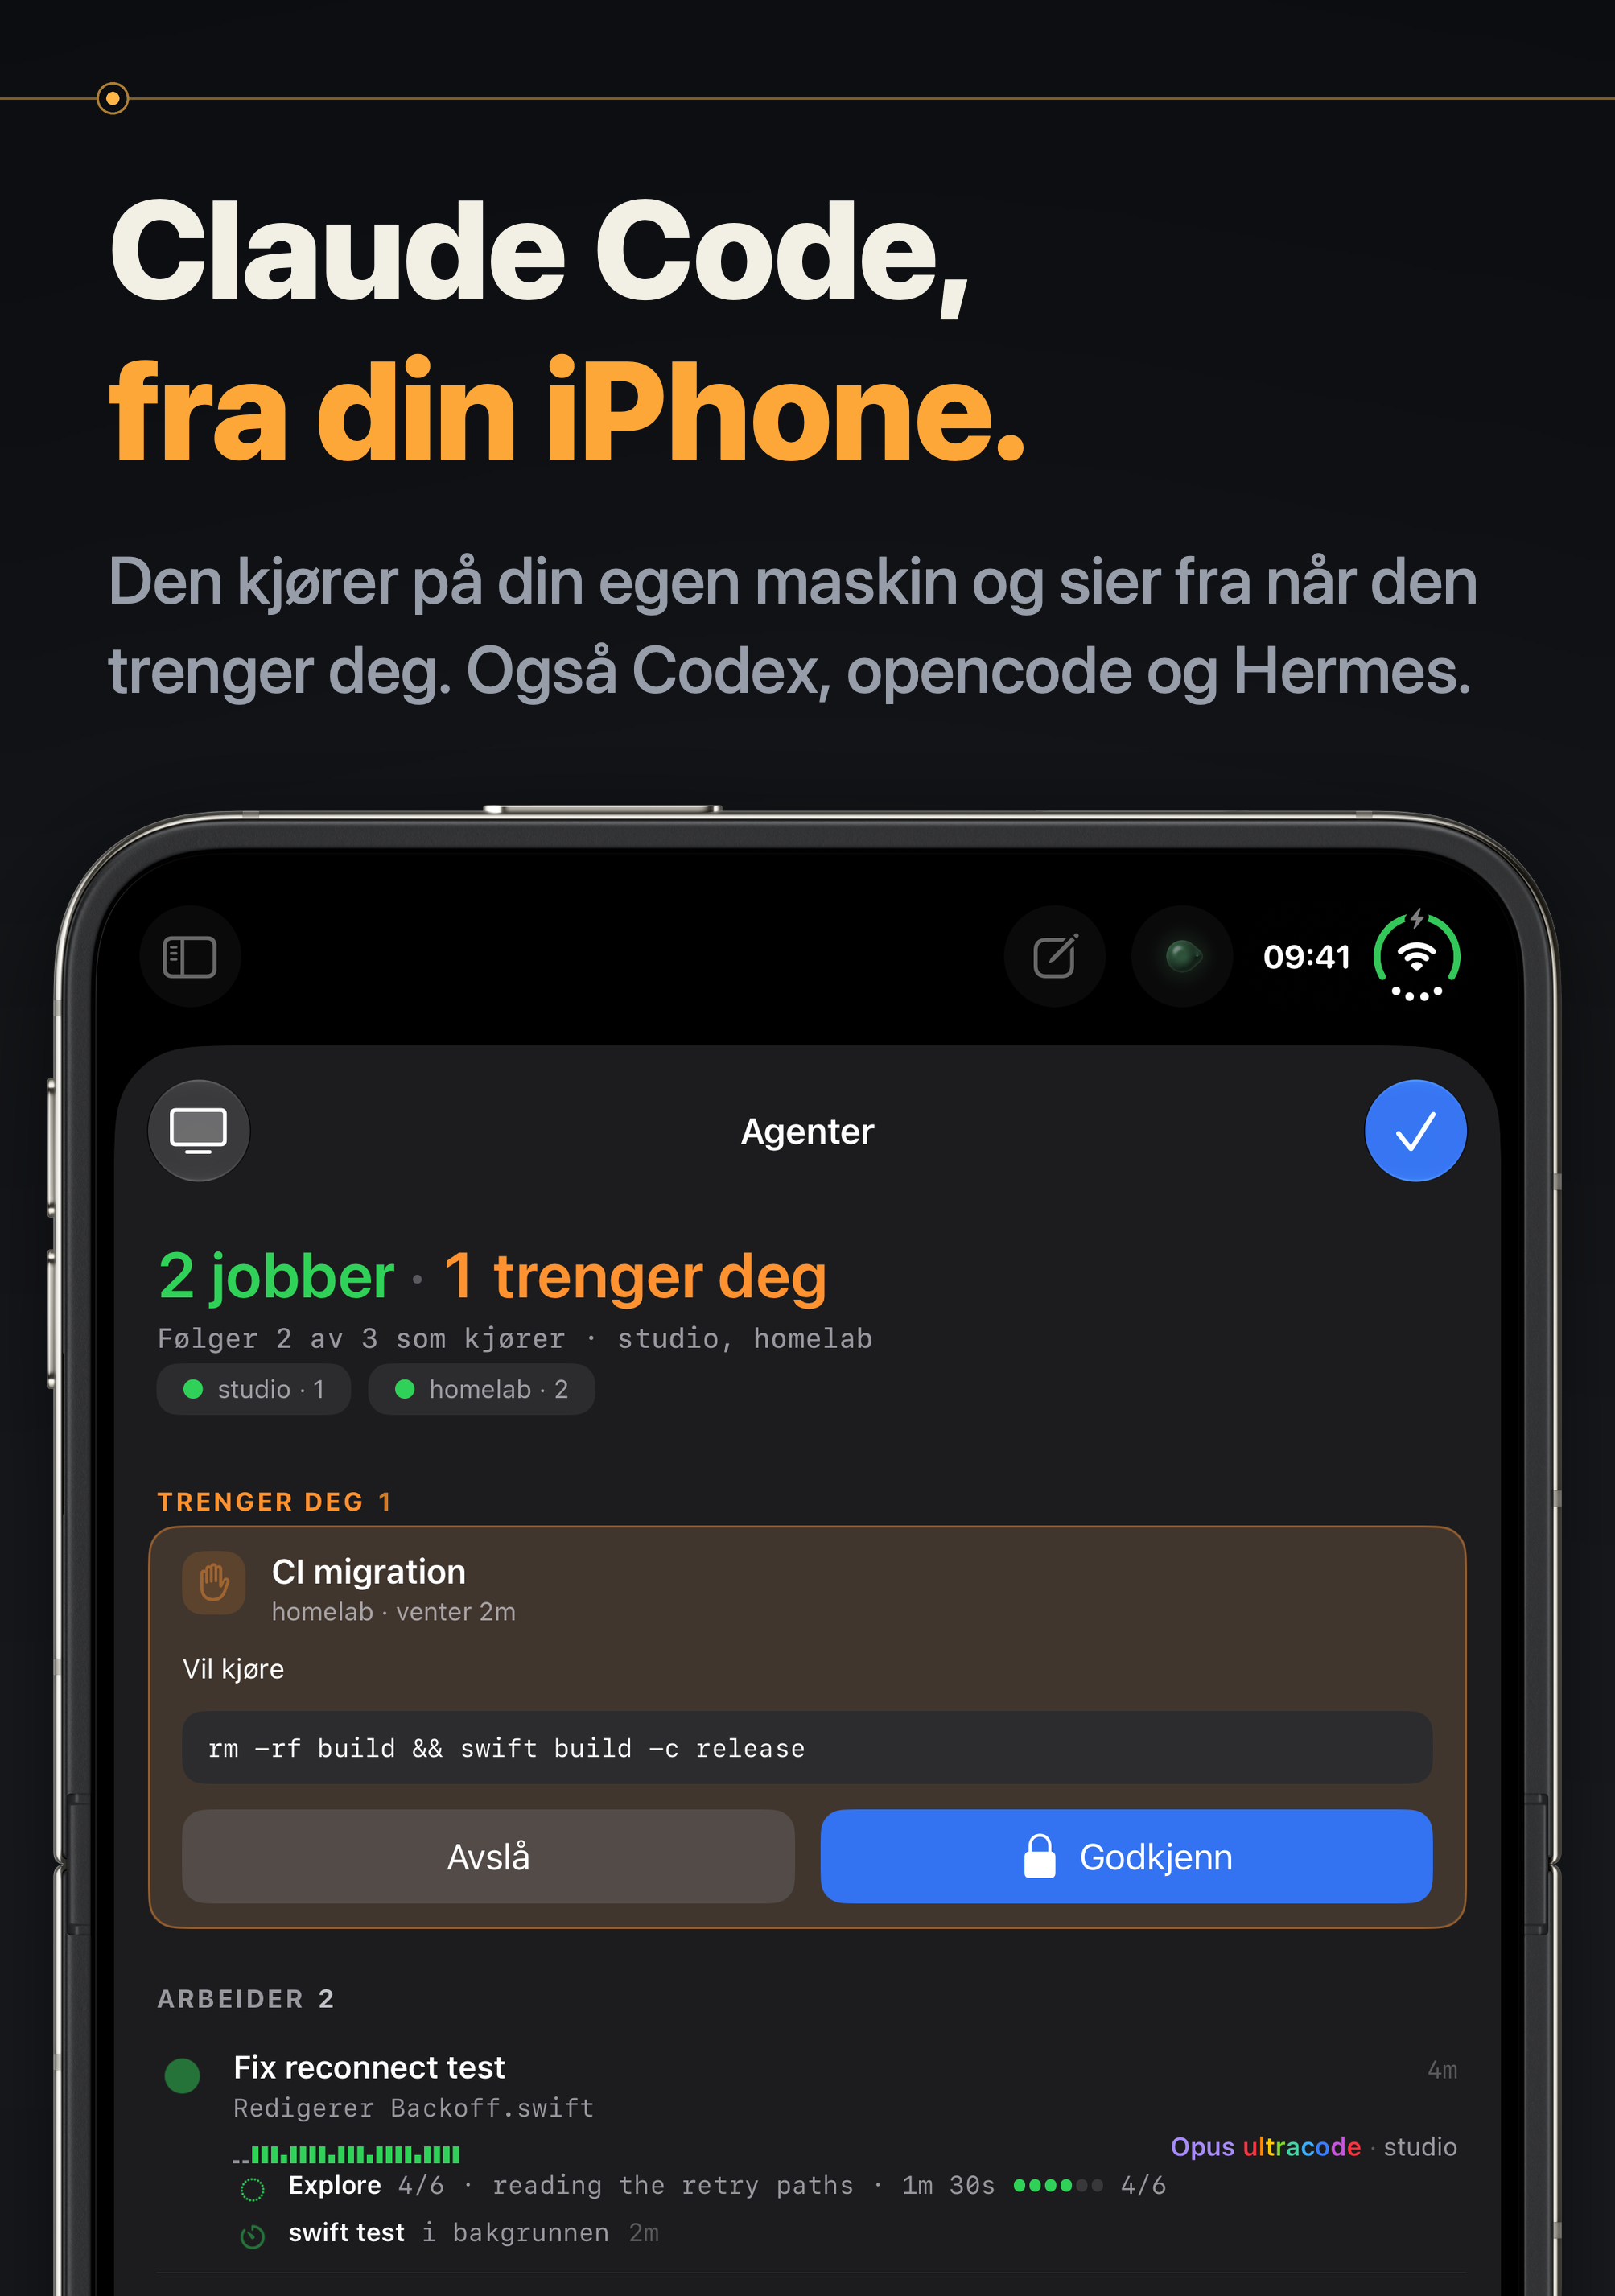 Claude Code,
fra din iPhone.
Den kjører på din egen maskin og sier fra når den
trenger deg. Også Codex, opencode og Hermes.
09:41
Agenter
2 jobber · 1 trenger deg
Følger 2 av 3 som kjører · studio, homelab
studio · 1
homelab · 2
TRENGER DEG 1
CI migration
homelab · venter 2m
Vil kjøre
rm -rf build && swift build -c release
Avslå
Godkjenn
ARBEIDER 2
Fix reconnect test 4m
Redigerer Backoff.swift
Opus ultracode · studio
Explore 4/6 · reading the retry paths · 1m 30s 4/6
swift test i bakgrunnen 2m